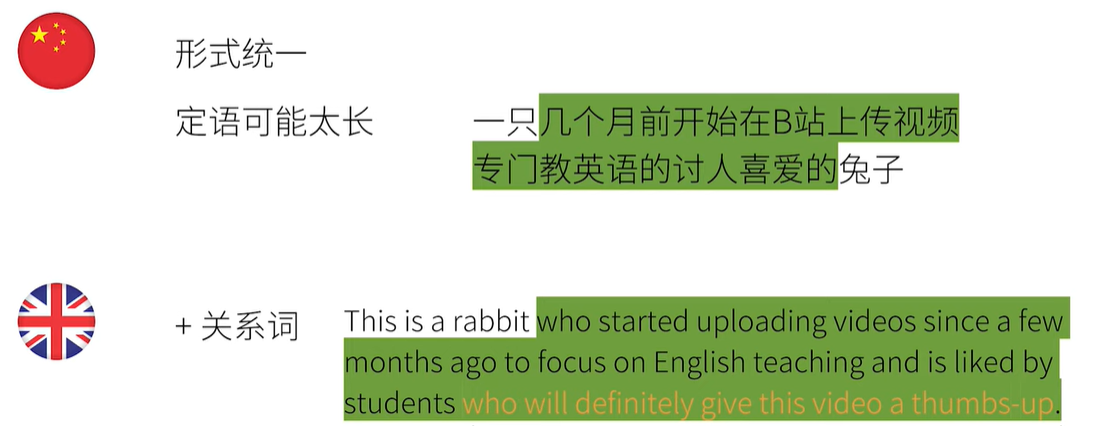 形式统一
定语可能太长
一只几个月前开始在B站上传视频
专门教英语的讨人喜爱的兔子
+ 关系词
This is a rabbit who started uploading videos since a few
months ago to focus on English teaching and is liked by
students who will definitely give this video a thumbs-up.